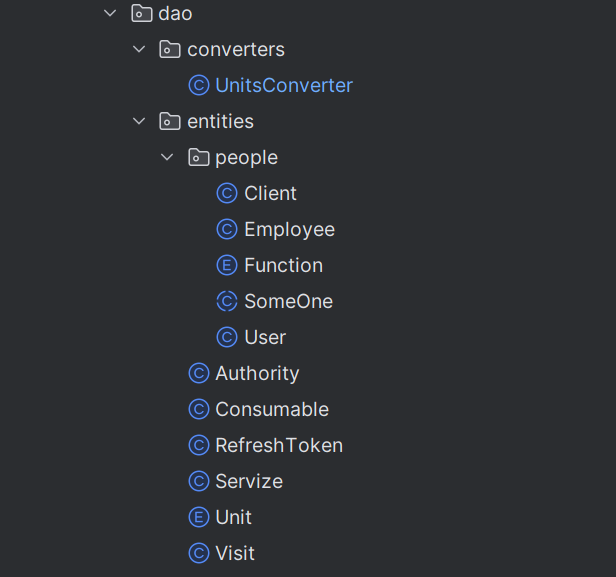 dao
converters
C UnitsConverter
entities
people
C Client
C Employee
E Function
C SomeOne
C User
C Authority
C Consumable
C RefreshToken
C Servize
E Unit
C Visit